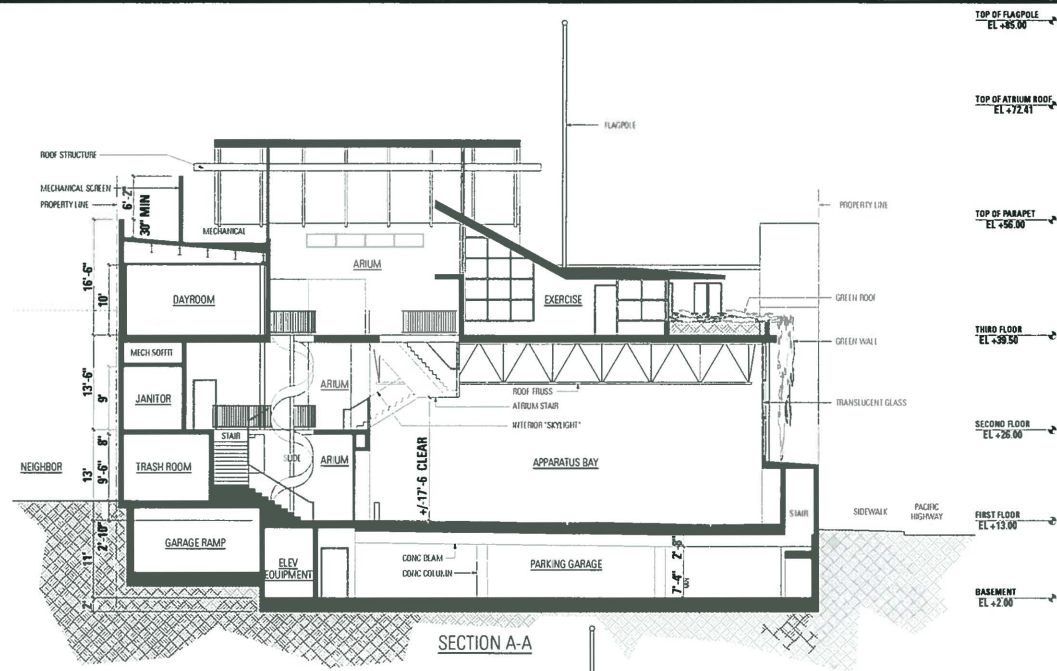 TOP OF FLAGPOLE
EL +85.00
TOP OF ATRIUM ROOF
EL +72.41
FLAGPOLE
ROOF STRUCTURE
MECHANICAL SCREEN
PROPERTY LINE
6'-2"
30" MIN
MECHANICAL
PROPERTY LINE
TOP OF PARAPET
EL +56.00
ARIUM
16'-6"
10'
DAYROOM
EXERCISE
GREEN ROOF
THIRD FLOOR
EL +39.50
GREEN WALL
MECH SOFFIT
13'-6"
9'
JANITOR
ARIUM
ROOF TRUSS
ATRIUM STAIR
INTERIOR "SKYLIGHT"
TRANSLUCENT GLASS
SECOND FLOOR
EL +26.00
8"
STAIR
NEIGHBOR
13'
9'-6"
TRASH ROOM
SLIDE
ARIUM
+/-17'-6 CLEAR
APPARATUS BAY
STAIR
SIDEWALK
PACIFIC
HIGHWAY
FIRST FLOOR
EL +13.00
11'
2'-10"
GARAGE RAMP
ELEV
EQUIPMENT
CONC BEAM
CONC COLUMN
PARKING GARAGE
2'-8"
7'-4"
2'
BASEMENT
EL +2.00
SECTION A-A